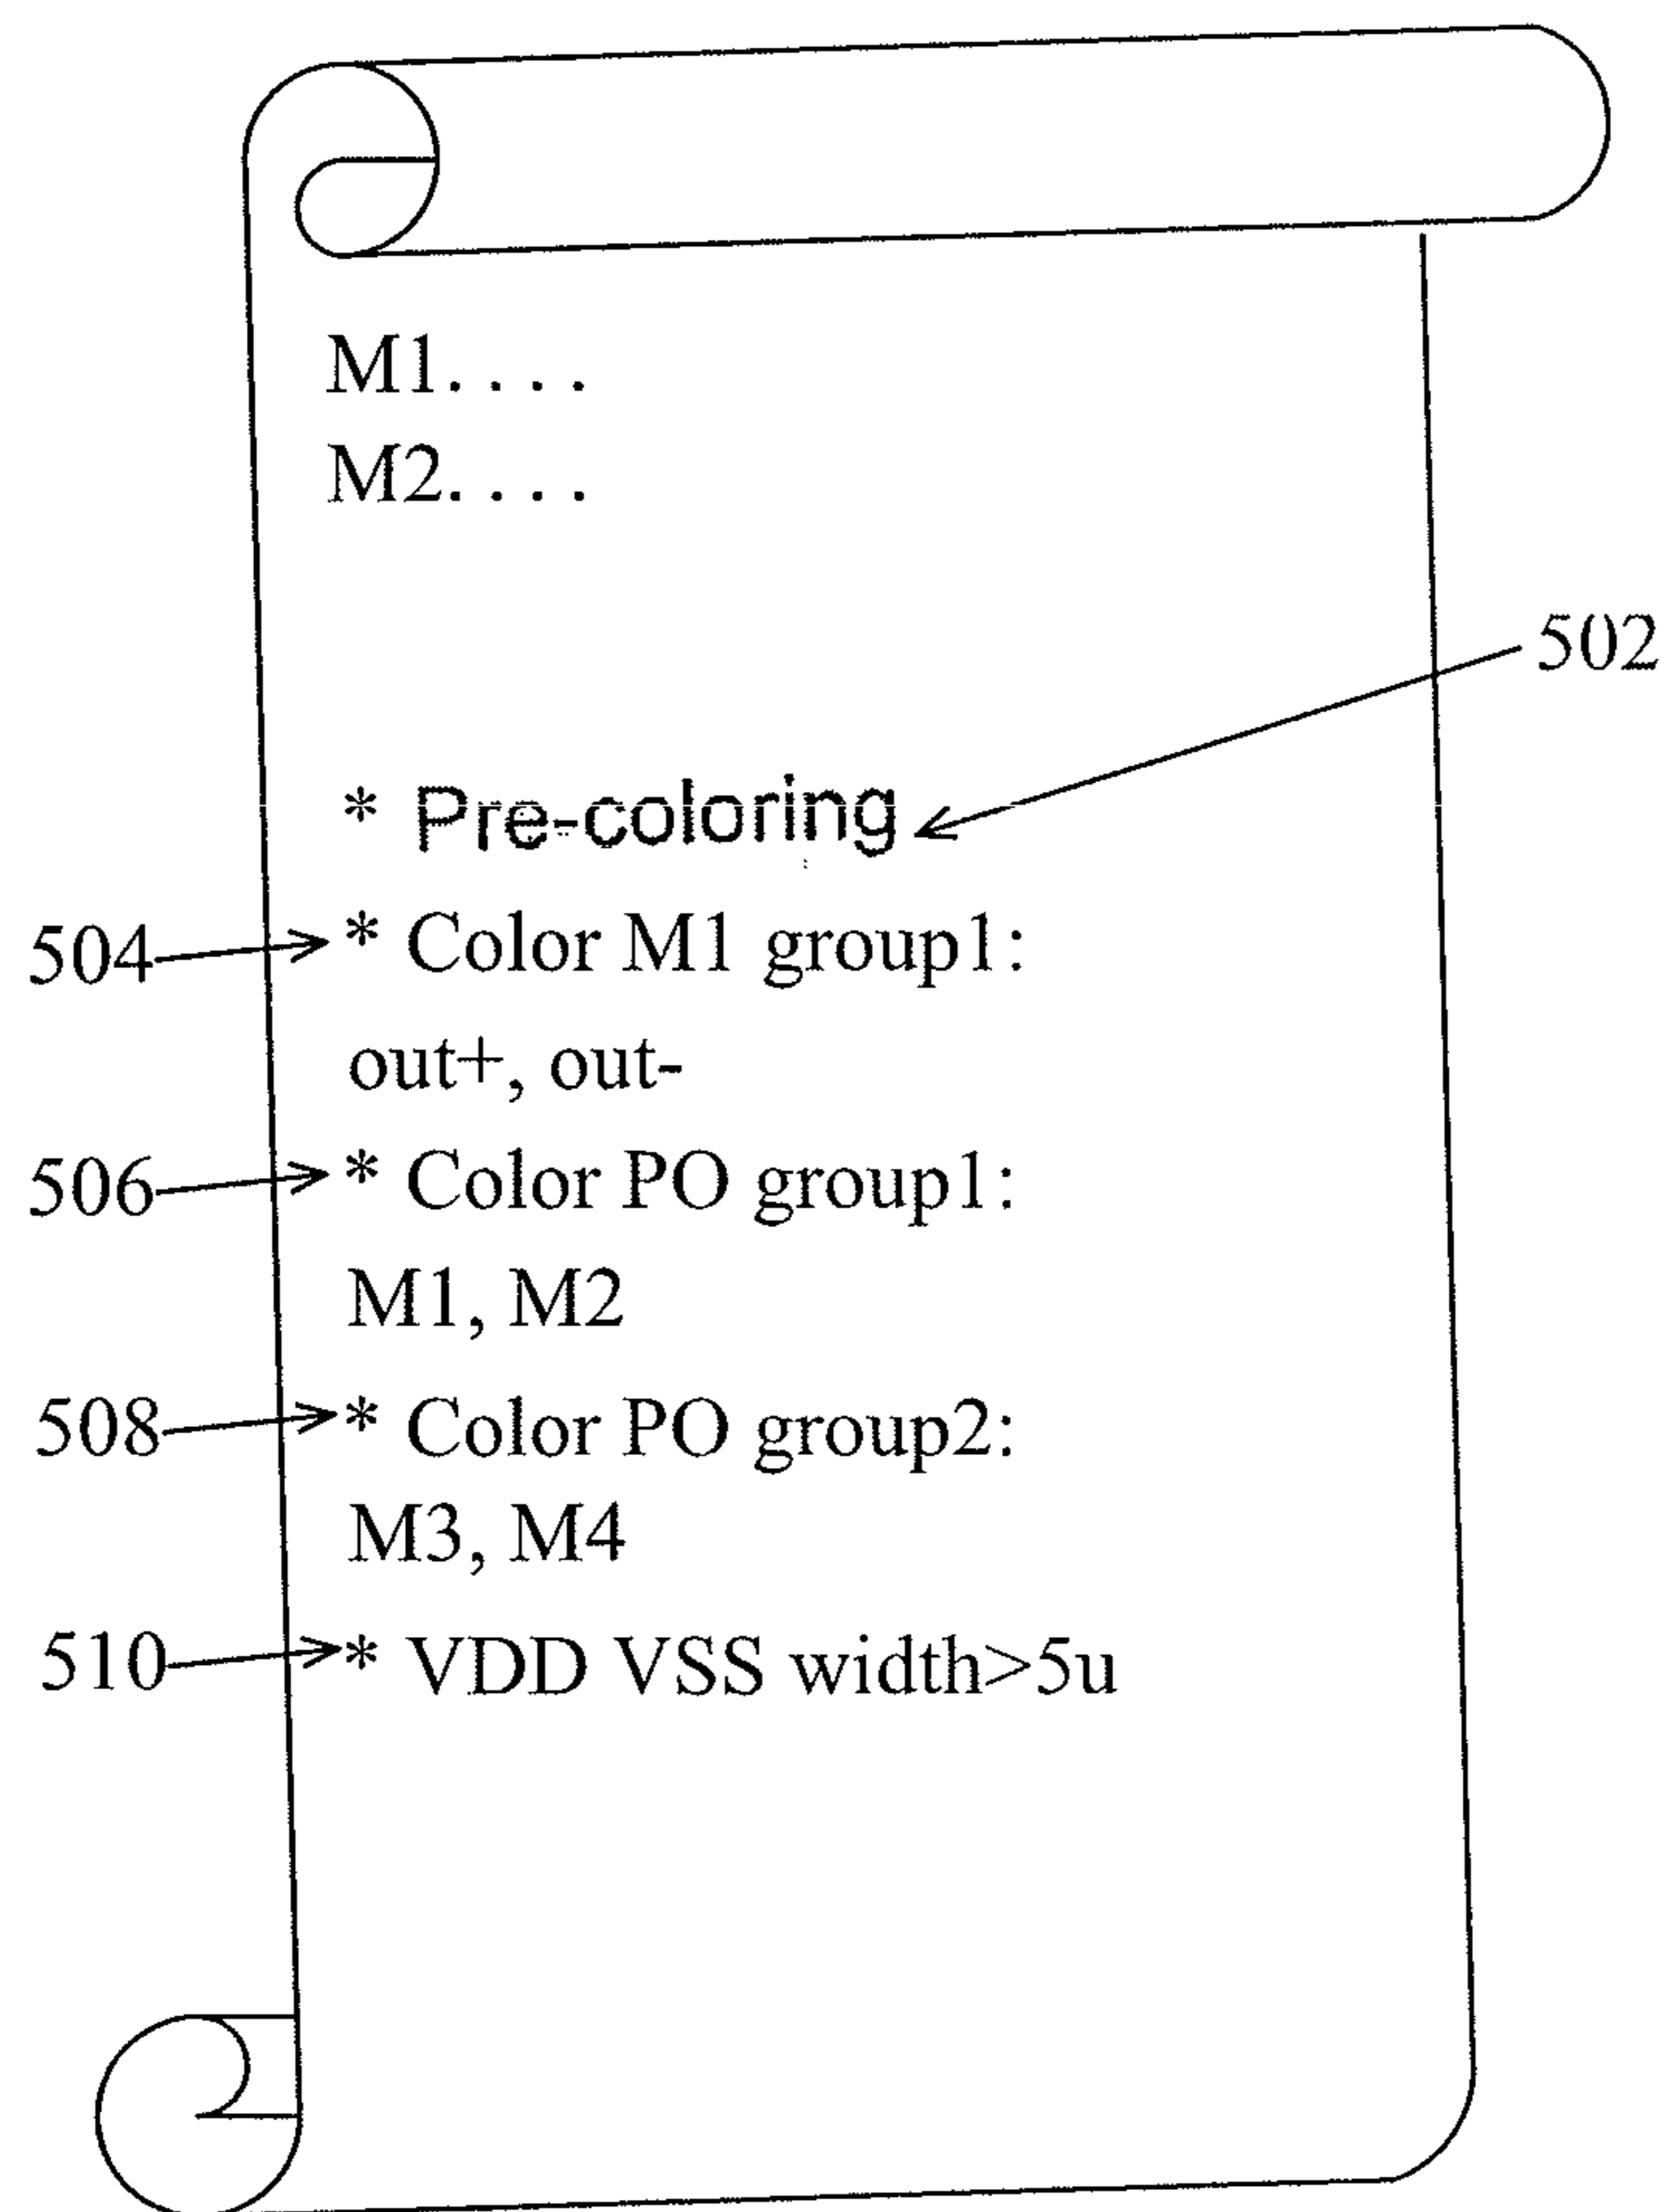 M1. . . .
M2. . . .
502
* Pre-coloring
504 * Color M1 group1:
out+, out-
506 * Color PO group1:
M1, M2
508 * Color PO group2:
M3, M4
510 * VDD VSS width>5u